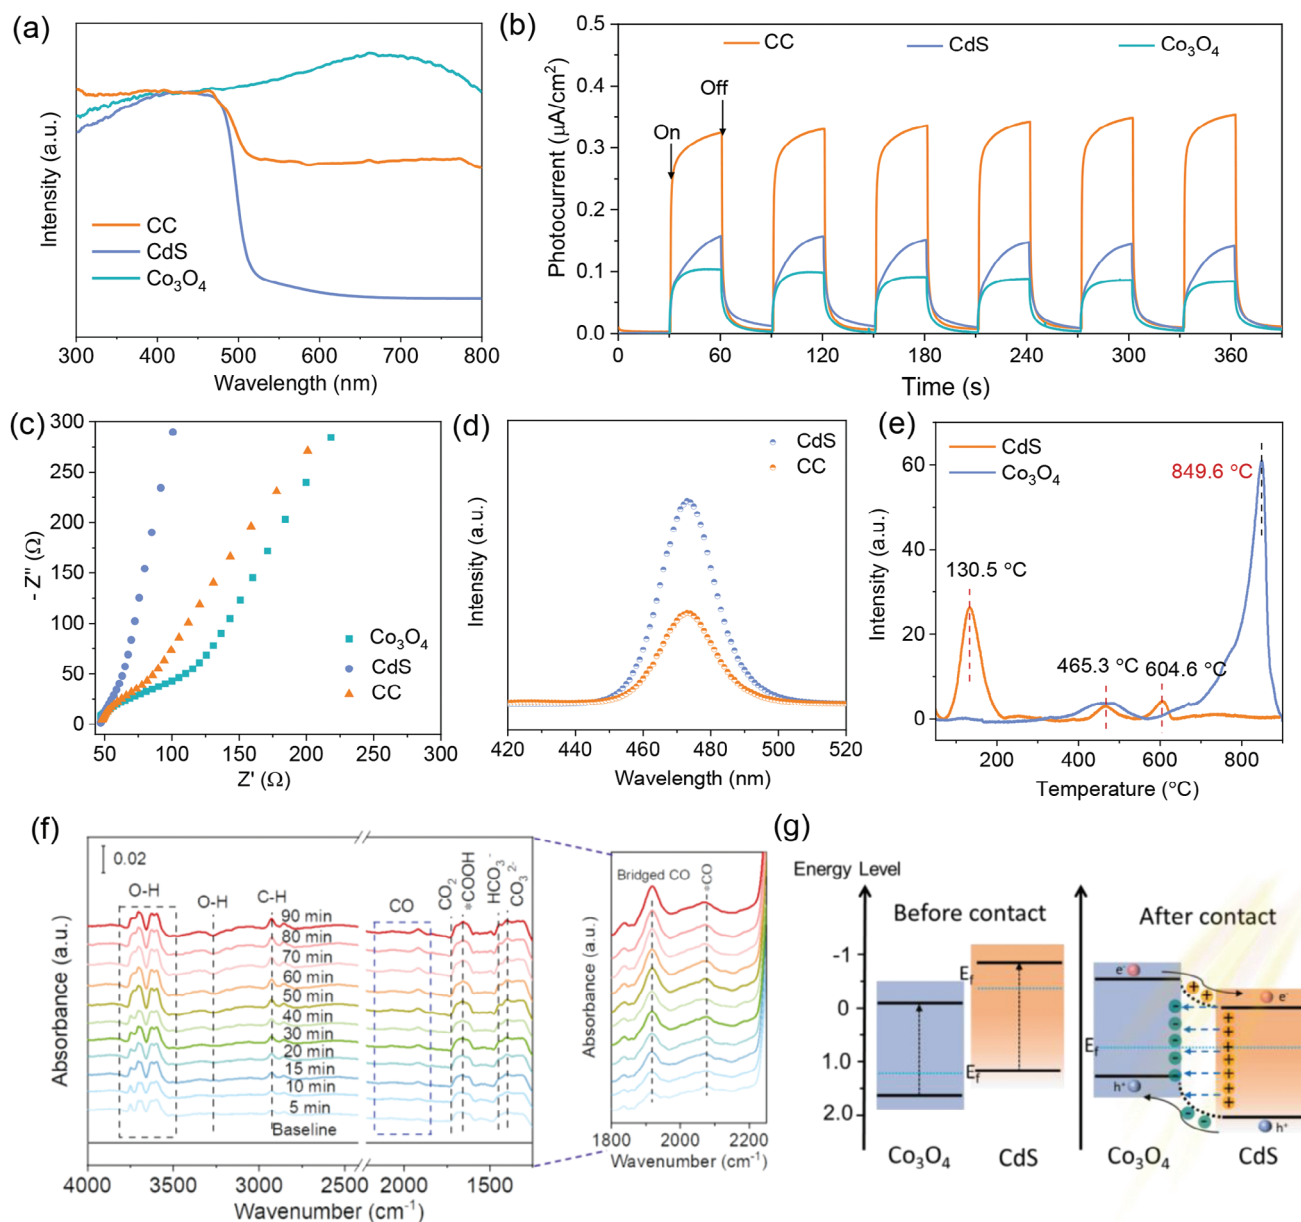 (a)
Intensity (a.u.)
CC
CdS
Co₃O₄
300 400 500 600 700 800
Wavelength (nm)
(b)
0.5
0.4
0.3
0.2
0.1
0.0
Photocurrent (μA/cm²)
CC CdS Co₃O₄
On
Off
0 60 120 180 240 300 360
Time (s)
(c)
300
250
200
150
100
50
0
- Z'' (Ω)
Co₃O₄
CdS
CC
50 100 150 200 250 300
Z' (Ω)
(d)
Intensity (a.u.)
CdS
CC
420 440 460 480 500 520
Wavelength (nm)
(e)
60
40
20
0
Intensity (a.u.)
CdS
Co₃O₄
849.6 °C
130.5 °C
465.3 °C
604.6 °C
200 400 600 800
Temperature (°C)
(f)
Absorbance (a.u.)
0.02
O-H
O-H
C-H
CO
CO₂
*COOH
HCO₃⁻
CO₃²⁻
90 min
80 min
70 min
60 min
50 min
40 min
30 min
20 min
15 min
10 min
5 min
Baseline
4000 3500 3000 2500 2000 1500
Wavenumber (cm⁻¹)
Absorbance (a.u.)
Bridged CO
*CO
1800 2000 2200
Wavenumber (cm⁻¹)
(g)
Energy Level
Before contact
-1
0
1.0
2.0
E_f
E_f
Co₃O₄
CdS
After contact
E_f
e⁻
e⁻
h⁺
h⁺
Co₃O₄
CdS